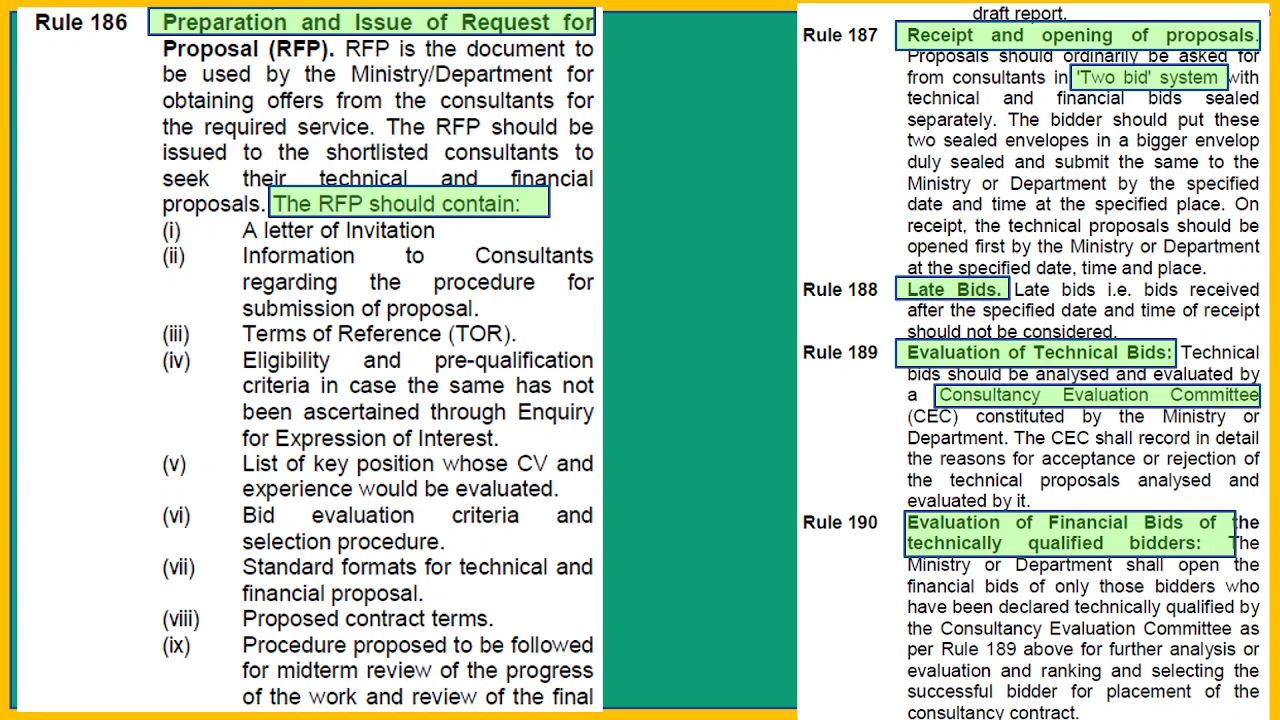 Rule 186 Preparation and Issue of Request for
Proposal (RFP). RFP is the document to
be used by the Ministry/Department for
obtaining offers from the consultants for
the required service. The RFP should be
issued to the shortlisted consultants to
seek their technical and financial
proposals. The RFP should contain:
(i) A letter of Invitation
(ii) Information to Consultants
regarding the procedure for
submission of proposal.
(iii) Terms of Reference (TOR).
(iv) Eligibility and pre-qualification
criteria in case the same has not
been ascertained through Enquiry
for Expression of Interest.
(v) List of key position whose CV and
experience would be evaluated.
(vi) Bid evaluation criteria and
selection procedure.
(vii) Standard formats for technical and
financial proposal.
(viii) Proposed contract terms.
(ix) Procedure proposed to be followed
for midterm review of the progress
of the work and review of the final
draft report.
Rule 187 Receipt and opening of proposals.
Proposals should ordinarily be asked for
from consultants in 'Two bid' system with
technical and financial bids sealed
separately. The bidder should put these
two sealed envelopes in a bigger envelop
duly sealed and submit the same to the
Ministry or Department by the specified
date and time at the specified place. On
receipt, the technical proposals should be
opened first by the Ministry or Department
at the specified date, time and place.
Rule 188 Late Bids. Late bids i.e. bids received
after the specified date and time of receipt
should not be considered.
Rule 189 Evaluation of Technical Bids: Technical
bids should be analysed and evaluated by
a Consultancy Evaluation Committee
(CEC) constituted by the Ministry or
Department. The CEC shall record in detail
the reasons for acceptance or rejection of
the technical proposals analysed and
evaluated by it.
Rule 190 Evaluation of Financial Bids of the
technically qualified bidders: The
Ministry or Department shall open the
financial bids of only those bidders who
have been declared technically qualified by
the Consultancy Evaluation Committee as
per Rule 189 above for further analysis or
evaluation and ranking and selecting the
successful bidder for placement of the
consultancy contract.